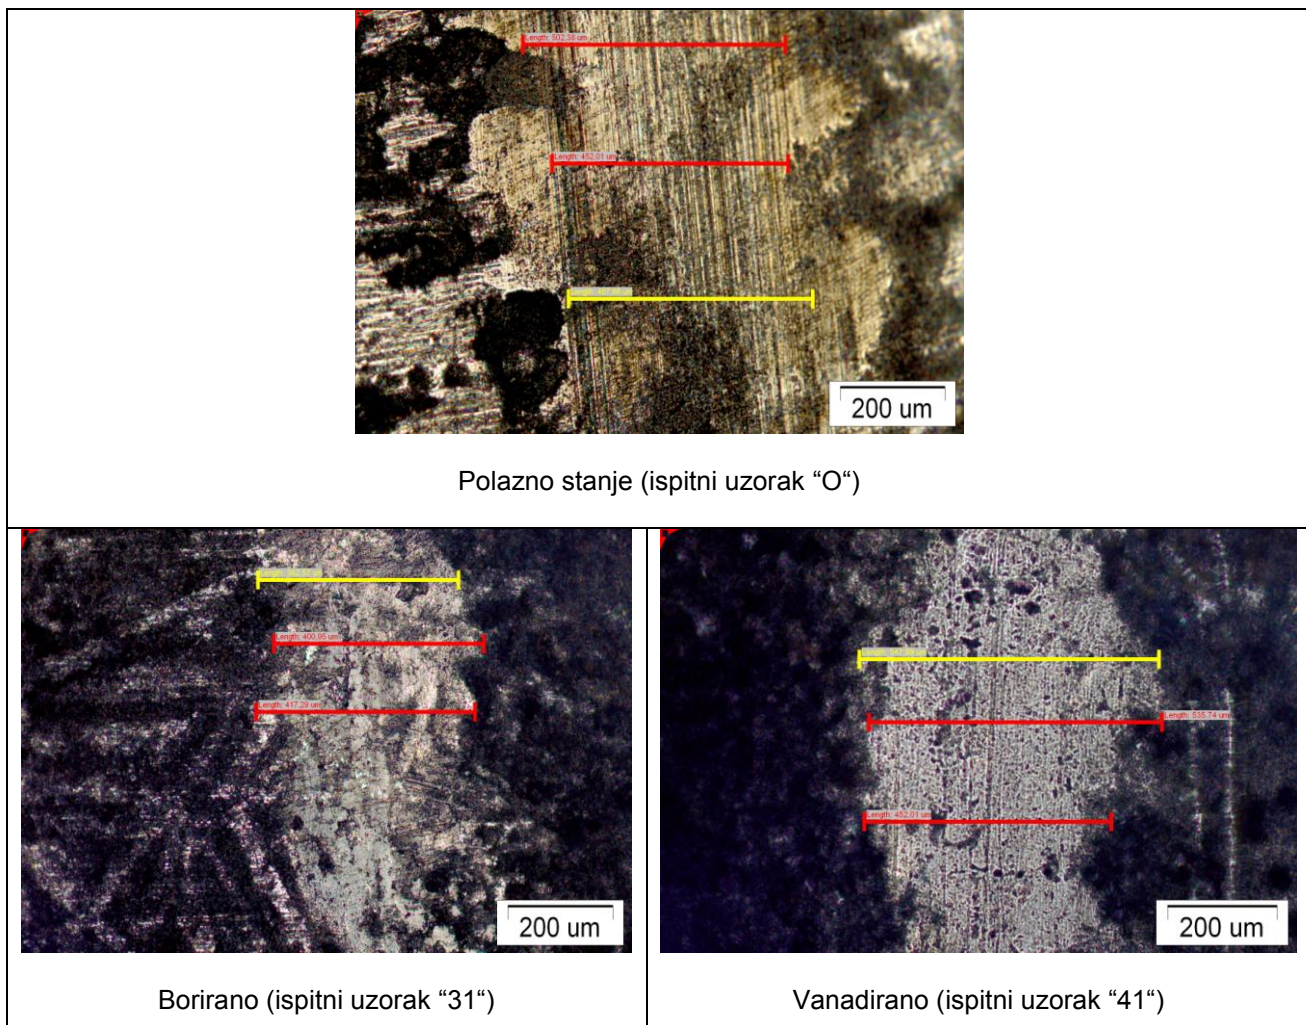 Length: 502.38 um
Length: 452.01 um
200 um
Polazno stanje (ispitni uzorak “O“)
Length: 400.95 um
Length: 417.29 um
200 um
Borirano (ispitni uzorak “31“)
Length: 535.74 um
Length: 452.01 um
200 um
Vanadirano (ispitni uzorak “41“)